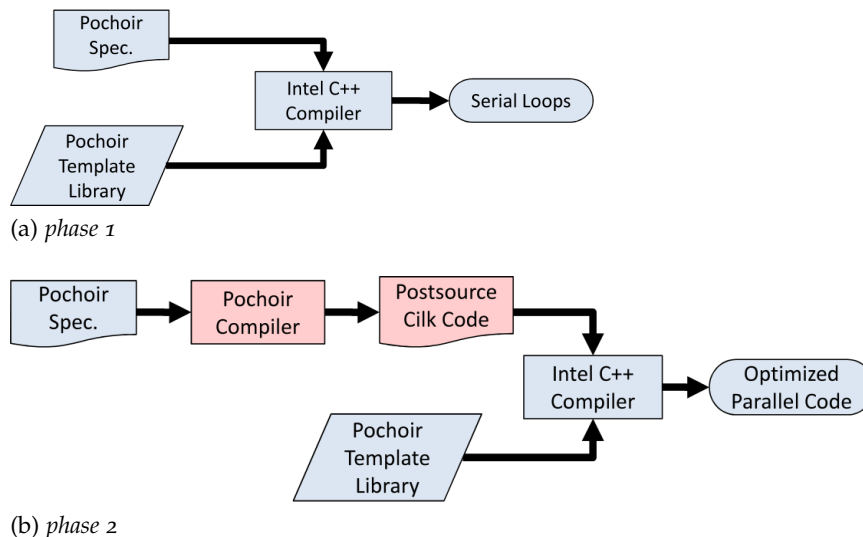 Pochoir
Spec.
Intel C++
Compiler
Serial Loops
Pochoir
Template
Library
(a) phase 1
Pochoir
Spec.
Pochoir
Compiler
Postsource
Cilk Code
Intel C++
Compiler
Optimized
Parallel Code
Pochoir
Template
Library
(b) phase 2